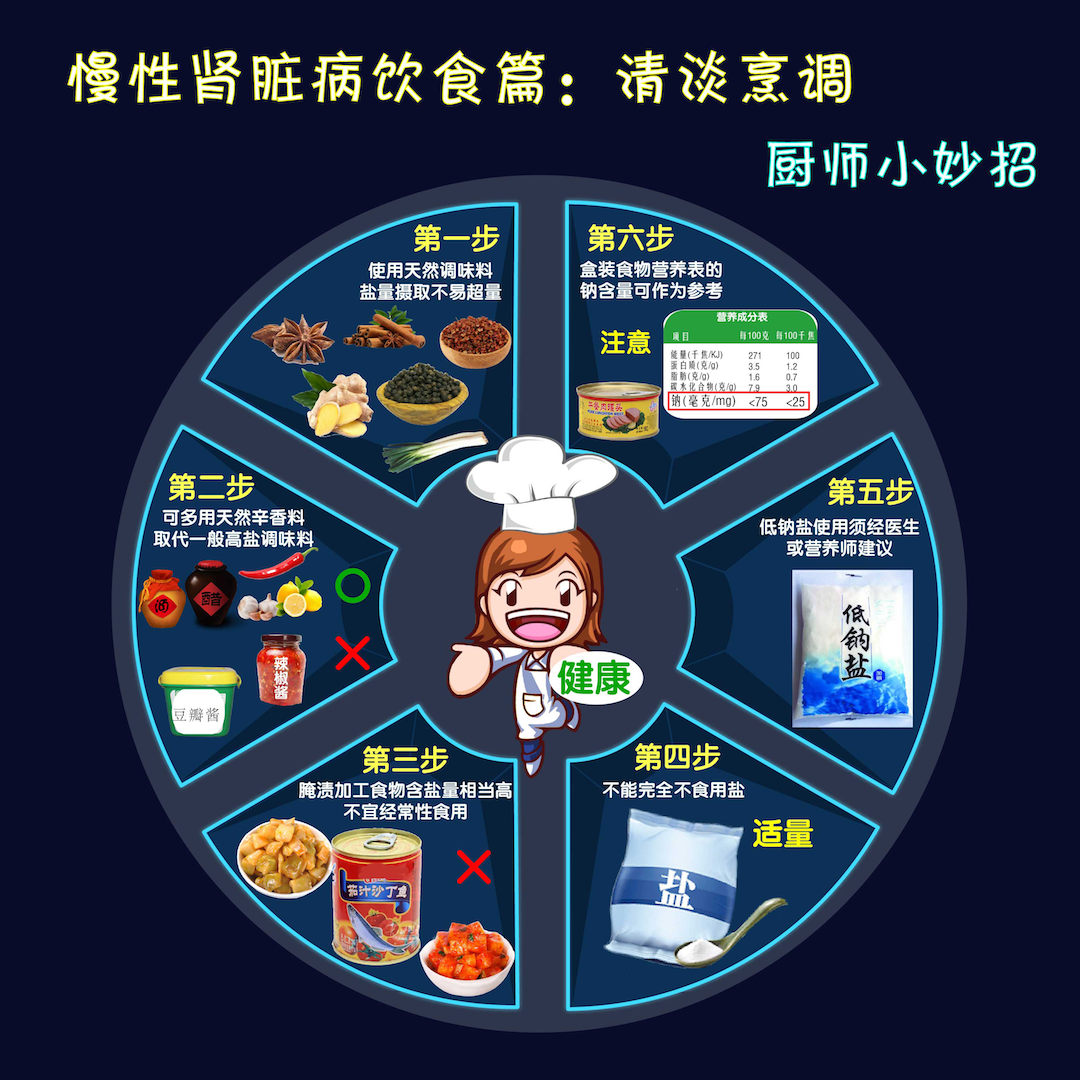 慢性肾脏病饮食篇：清谈烹调
厨师小妙招
第一步
使用天然调味料
盐量摄取不易超量
第二步
可多用天然辛香料
取代一般高盐调味料
酒
醋
辣椒酱
豆瓣酱
第三步
腌渍加工食物含盐量相当高
不宜经常性食用
茄汁沙丁鱼
第四步
不能完全不食用盐
适量
盐
第五步
低钠盐使用须经医生
或营养师建议
低钠盐
第六步
盒装食物营养表的
钠含量可作为参考
注意
营养成分表
项目 每100克 每100千焦
能量(千焦/KJ) 271 100
蛋白质(克/g) 3.5 1.2
脂肪(克/g) 1.6 0.7
碳水化合物(克/g) 7.9 3.0
钠(毫克/mg) <75 <25
午餐肉罐头
健康